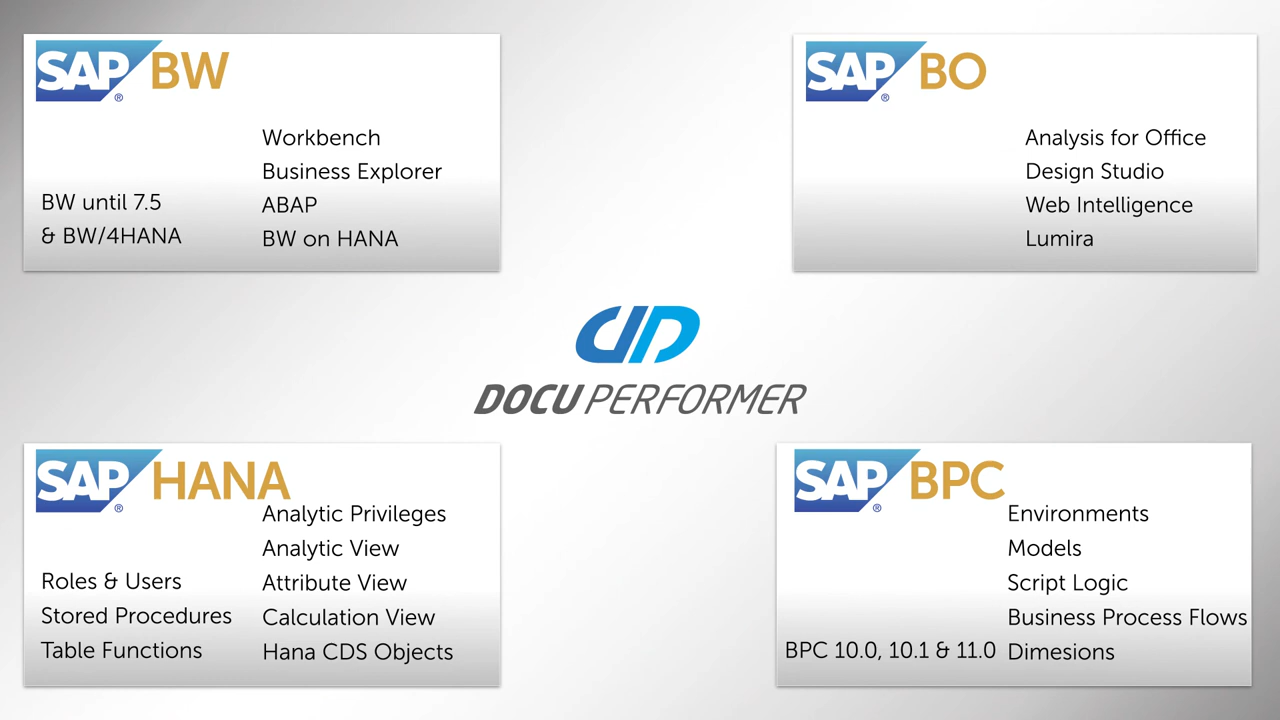 SAP® BW
Workbench
Business Explorer
ABAP
BW on HANA
BW until 7.5
& BW/4HANA
SAP® BO
Analysis for Office
Design Studio
Web Intelligence
Lumira
DOCU PERFORMER
SAP® HANA
Analytic Privileges
Analytic View
Attribute View
Calculation View
Hana CDS Objects
Roles & Users
Stored Procedures
Table Functions
SAP® BPC
Environments
Models
Script Logic
Business Process Flows
Dimesions
BPC 10.0, 10.1 & 11.0